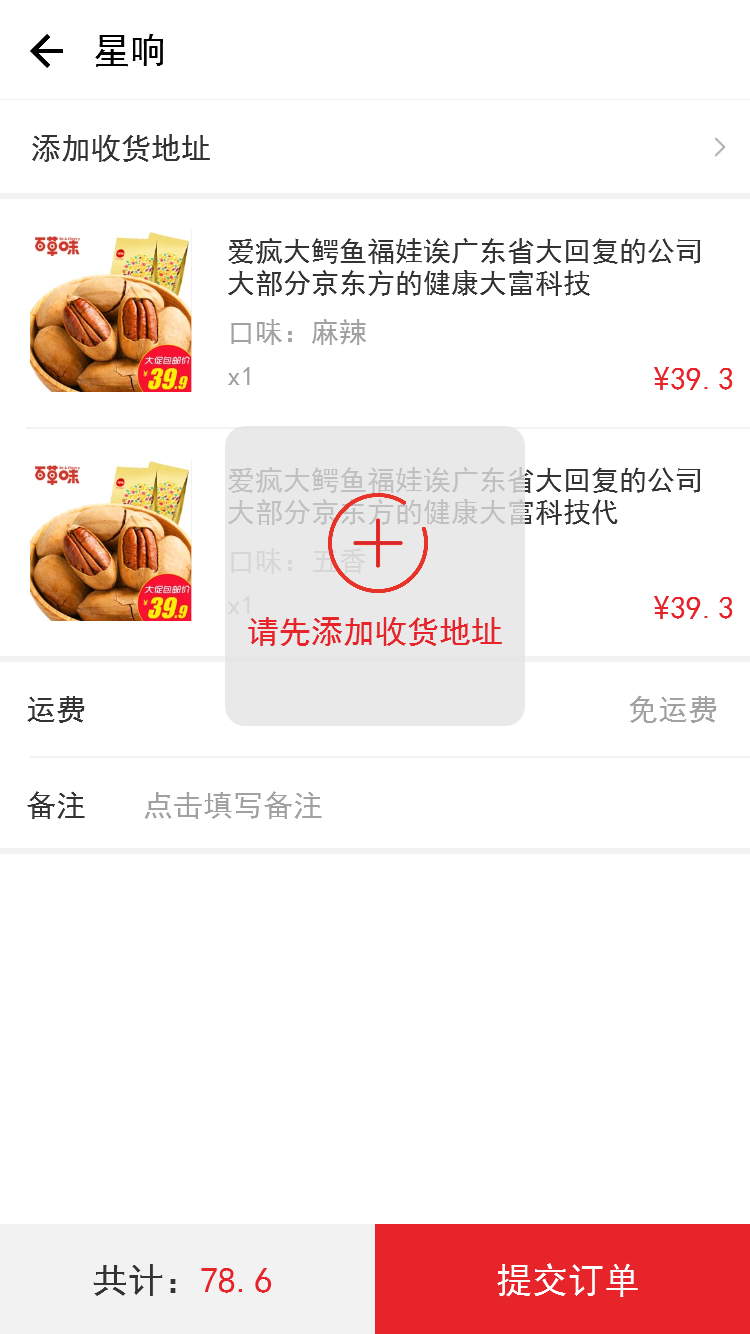 星响
添加收货地址
百草味
爱疯大鳄鱼福娃诶广东省大回复的公司
大部分京东方的健康大富科技
口味：麻辣
大促包邮价
¥39.9
x1
¥39.3
百草味
爱疯大鳄鱼福娃诶广东省大回复的公司
大部分京东方的健康大富科技代
口味：五香
大促包邮价
¥39.9
x1
¥39.3
请先添加收货地址
运费
免运费
备注
点击填写备注
共计：78.6
提交订单